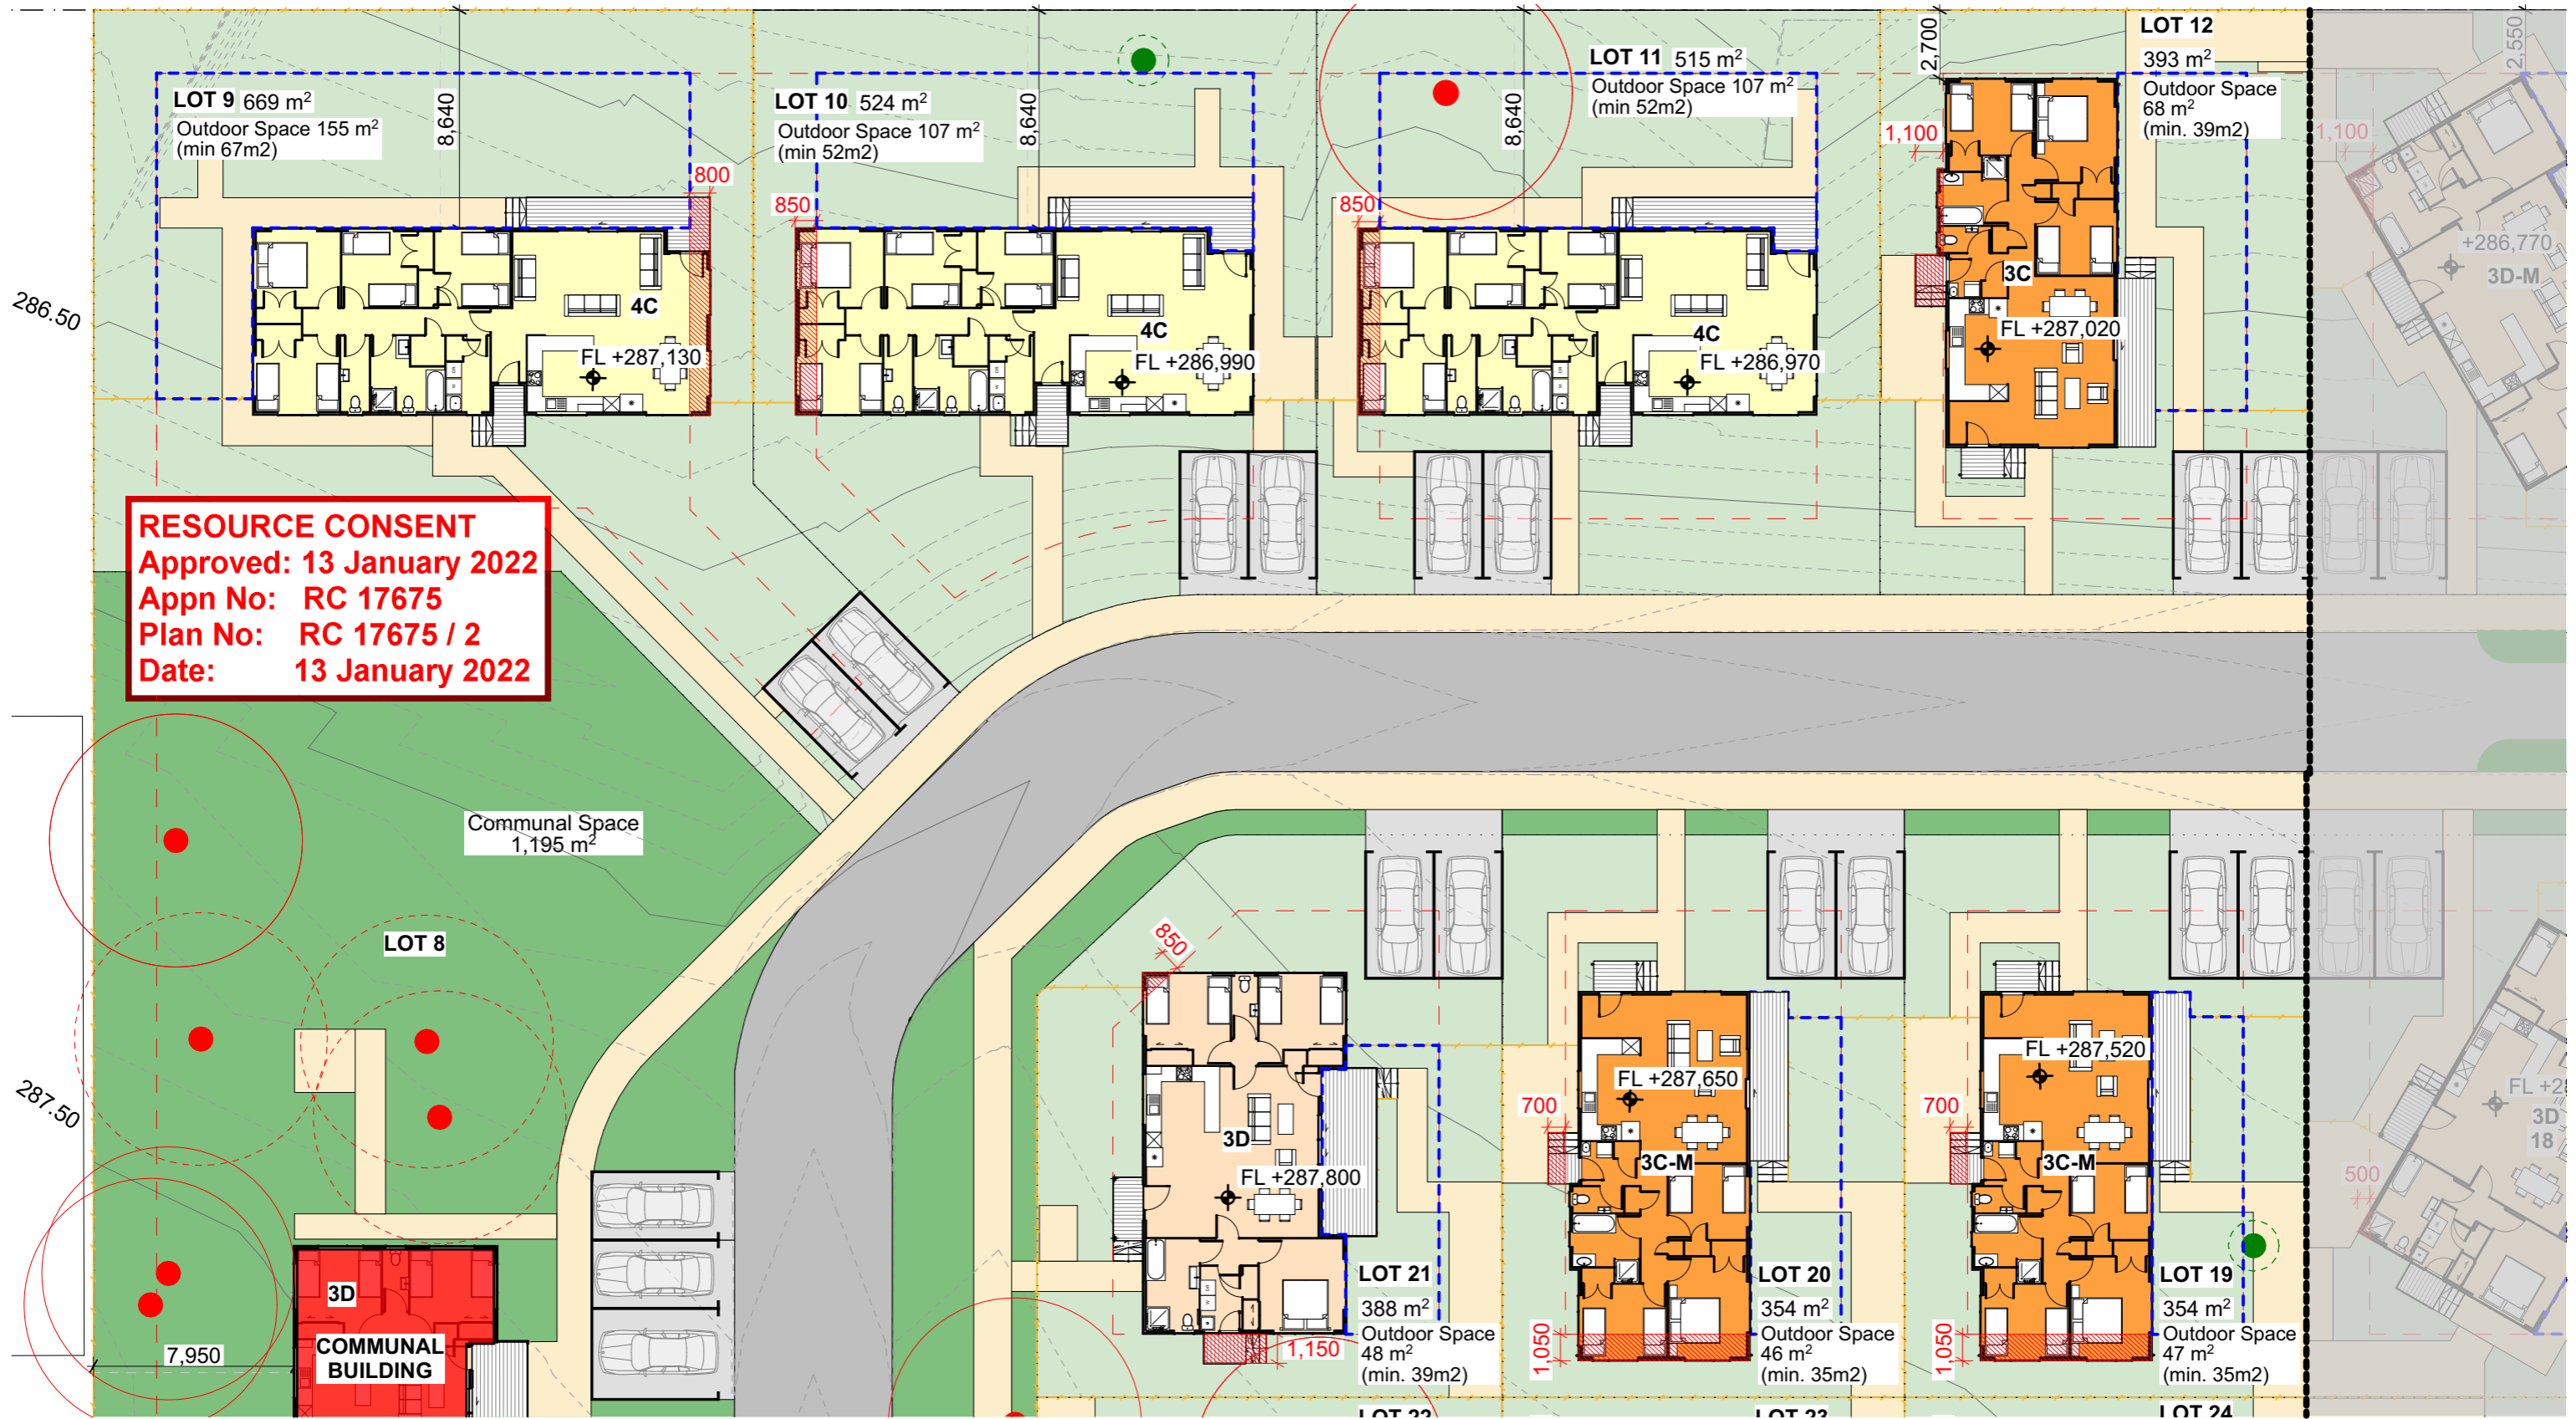 LOT 9 669 m²
Outdoor Space 155 m²
(min 67m2)
8,640
800
4C
FL +287,130
LOT 10 524 m²
Outdoor Space 107 m²
(min 52m2)
8,640
850
4C
FL +286,990
LOT 11 515 m²
Outdoor Space 107 m²
(min 52m2)
8,640
850
4C
FL +286,970
2,700
1,100
LOT 12
393 m²
Outdoor Space
68 m²
(min. 39m2)
3C
FL +287,020
2,550
1,100
+286,770
3D-M
286.50
RESOURCE CONSENT
Approved: 13 January 2022
Appn No: RC 17675
Plan No: RC 17675 / 2
Date: 13 January 2022
Communal Space
1,195 m²
LOT 8
287.50
7,950
3D
COMMUNAL
BUILDING
850
3D
FL +287,800
1,150
LOT 21
388 m²
Outdoor Space
48 m²
(min. 39m2)
700
FL +287,650
3C-M
1,050
LOT 20
354 m²
Outdoor Space
46 m²
(min. 35m2)
700
FL +287,520
3C-M
1,050
LOT 19
354 m²
Outdoor Space
47 m²
(min. 35m2)
FL +28
3D
18
500
LOT 22
LOT 23
LOT 24